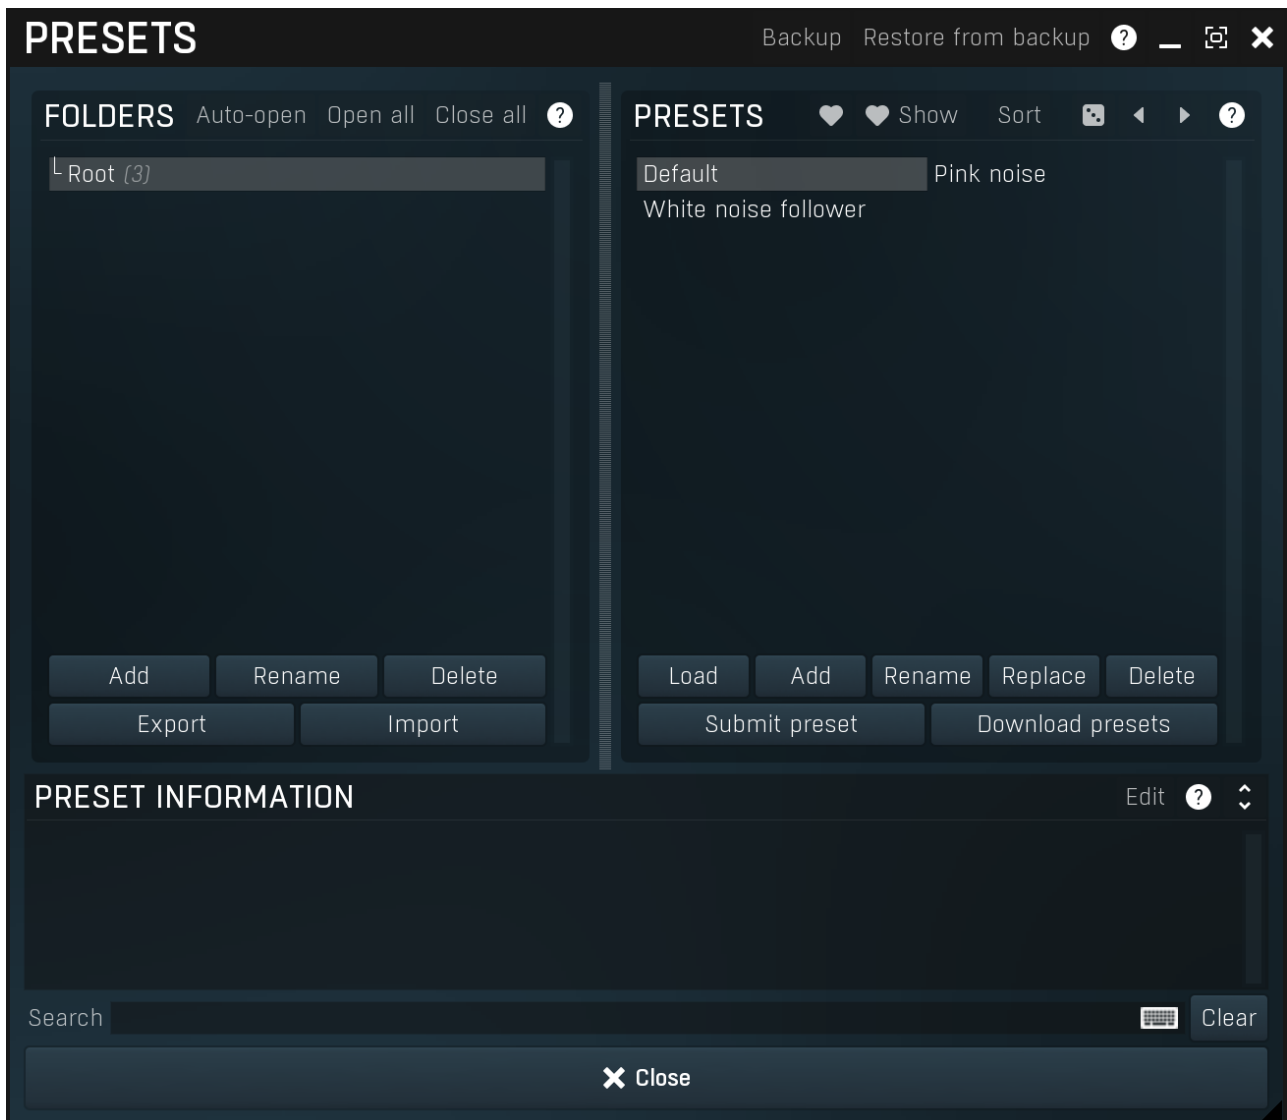 PRESETS Backup Restore from backup ?
FOLDERS Auto-open Open all Close all ?
Root (3)
Add Rename Delete
Export Import
PRESETS Show Sort ?
Default Pink noise
White noise follower
Load Add Rename Replace Delete
Submit preset Download presets
PRESET INFORMATION Edit ?
Search Clear
Close